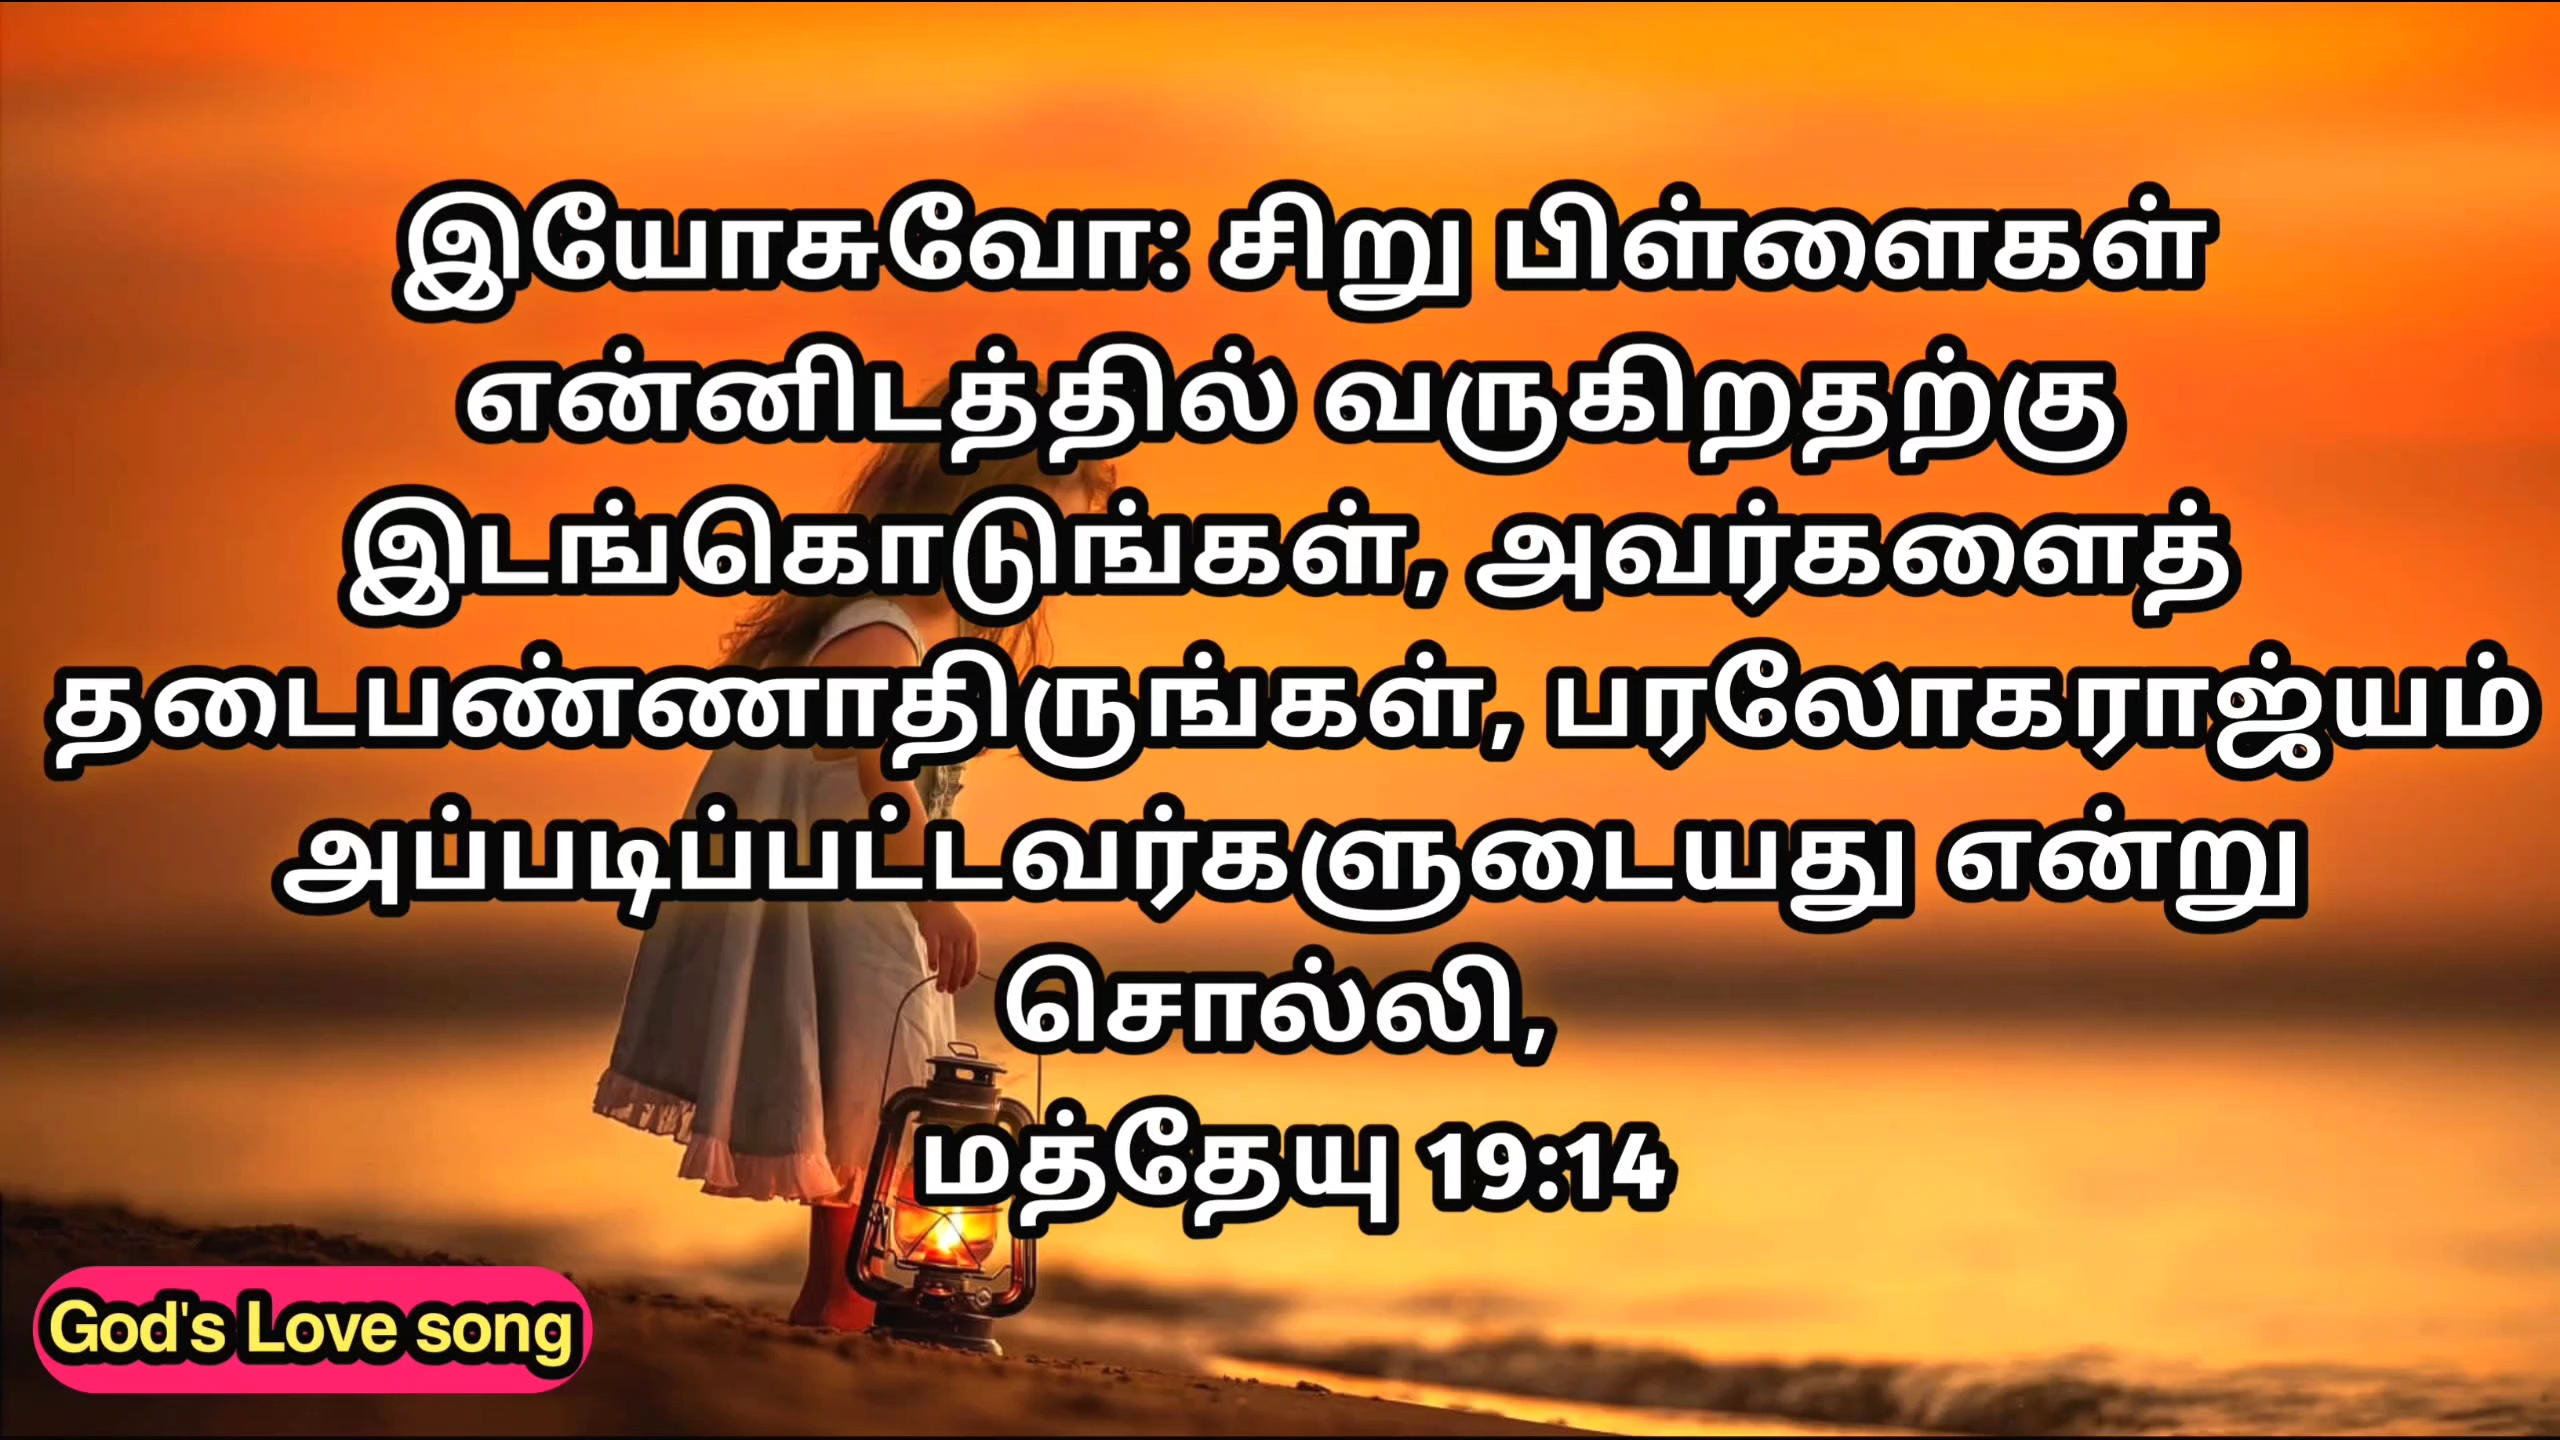 இயோசுவோ: சிறு பிள்ளைகள்
என்னிடத்தில் வருகிறதற்கு
இடங்கொடுங்கள், அவர்களைத்
தடைபண்ணாதிருங்கள், பரலோகராஜ்யம்
அப்படிப்பட்டவர்களுடையது என்று
சொல்லி,
மத்தேயு 19:14
God's Love song